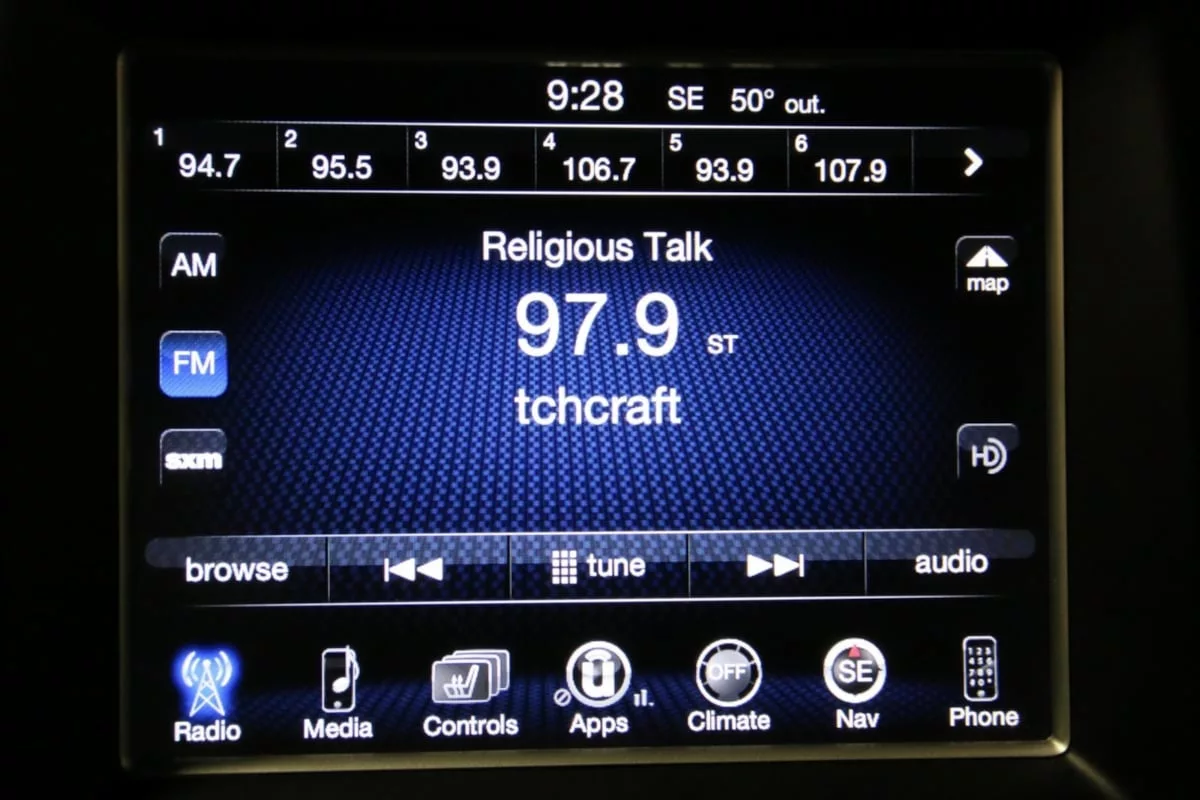 9:28 SE 50° out.
1 94.7 2 95.5 3 93.9 4 106.7 5 93.9 6 107.9
Religious Talk
AM
map
97.9 ST
FM
tchcraft
sxm
HD
browse tune audio
OFF SE
Radio Media Controls Apps Climate Nav Phone